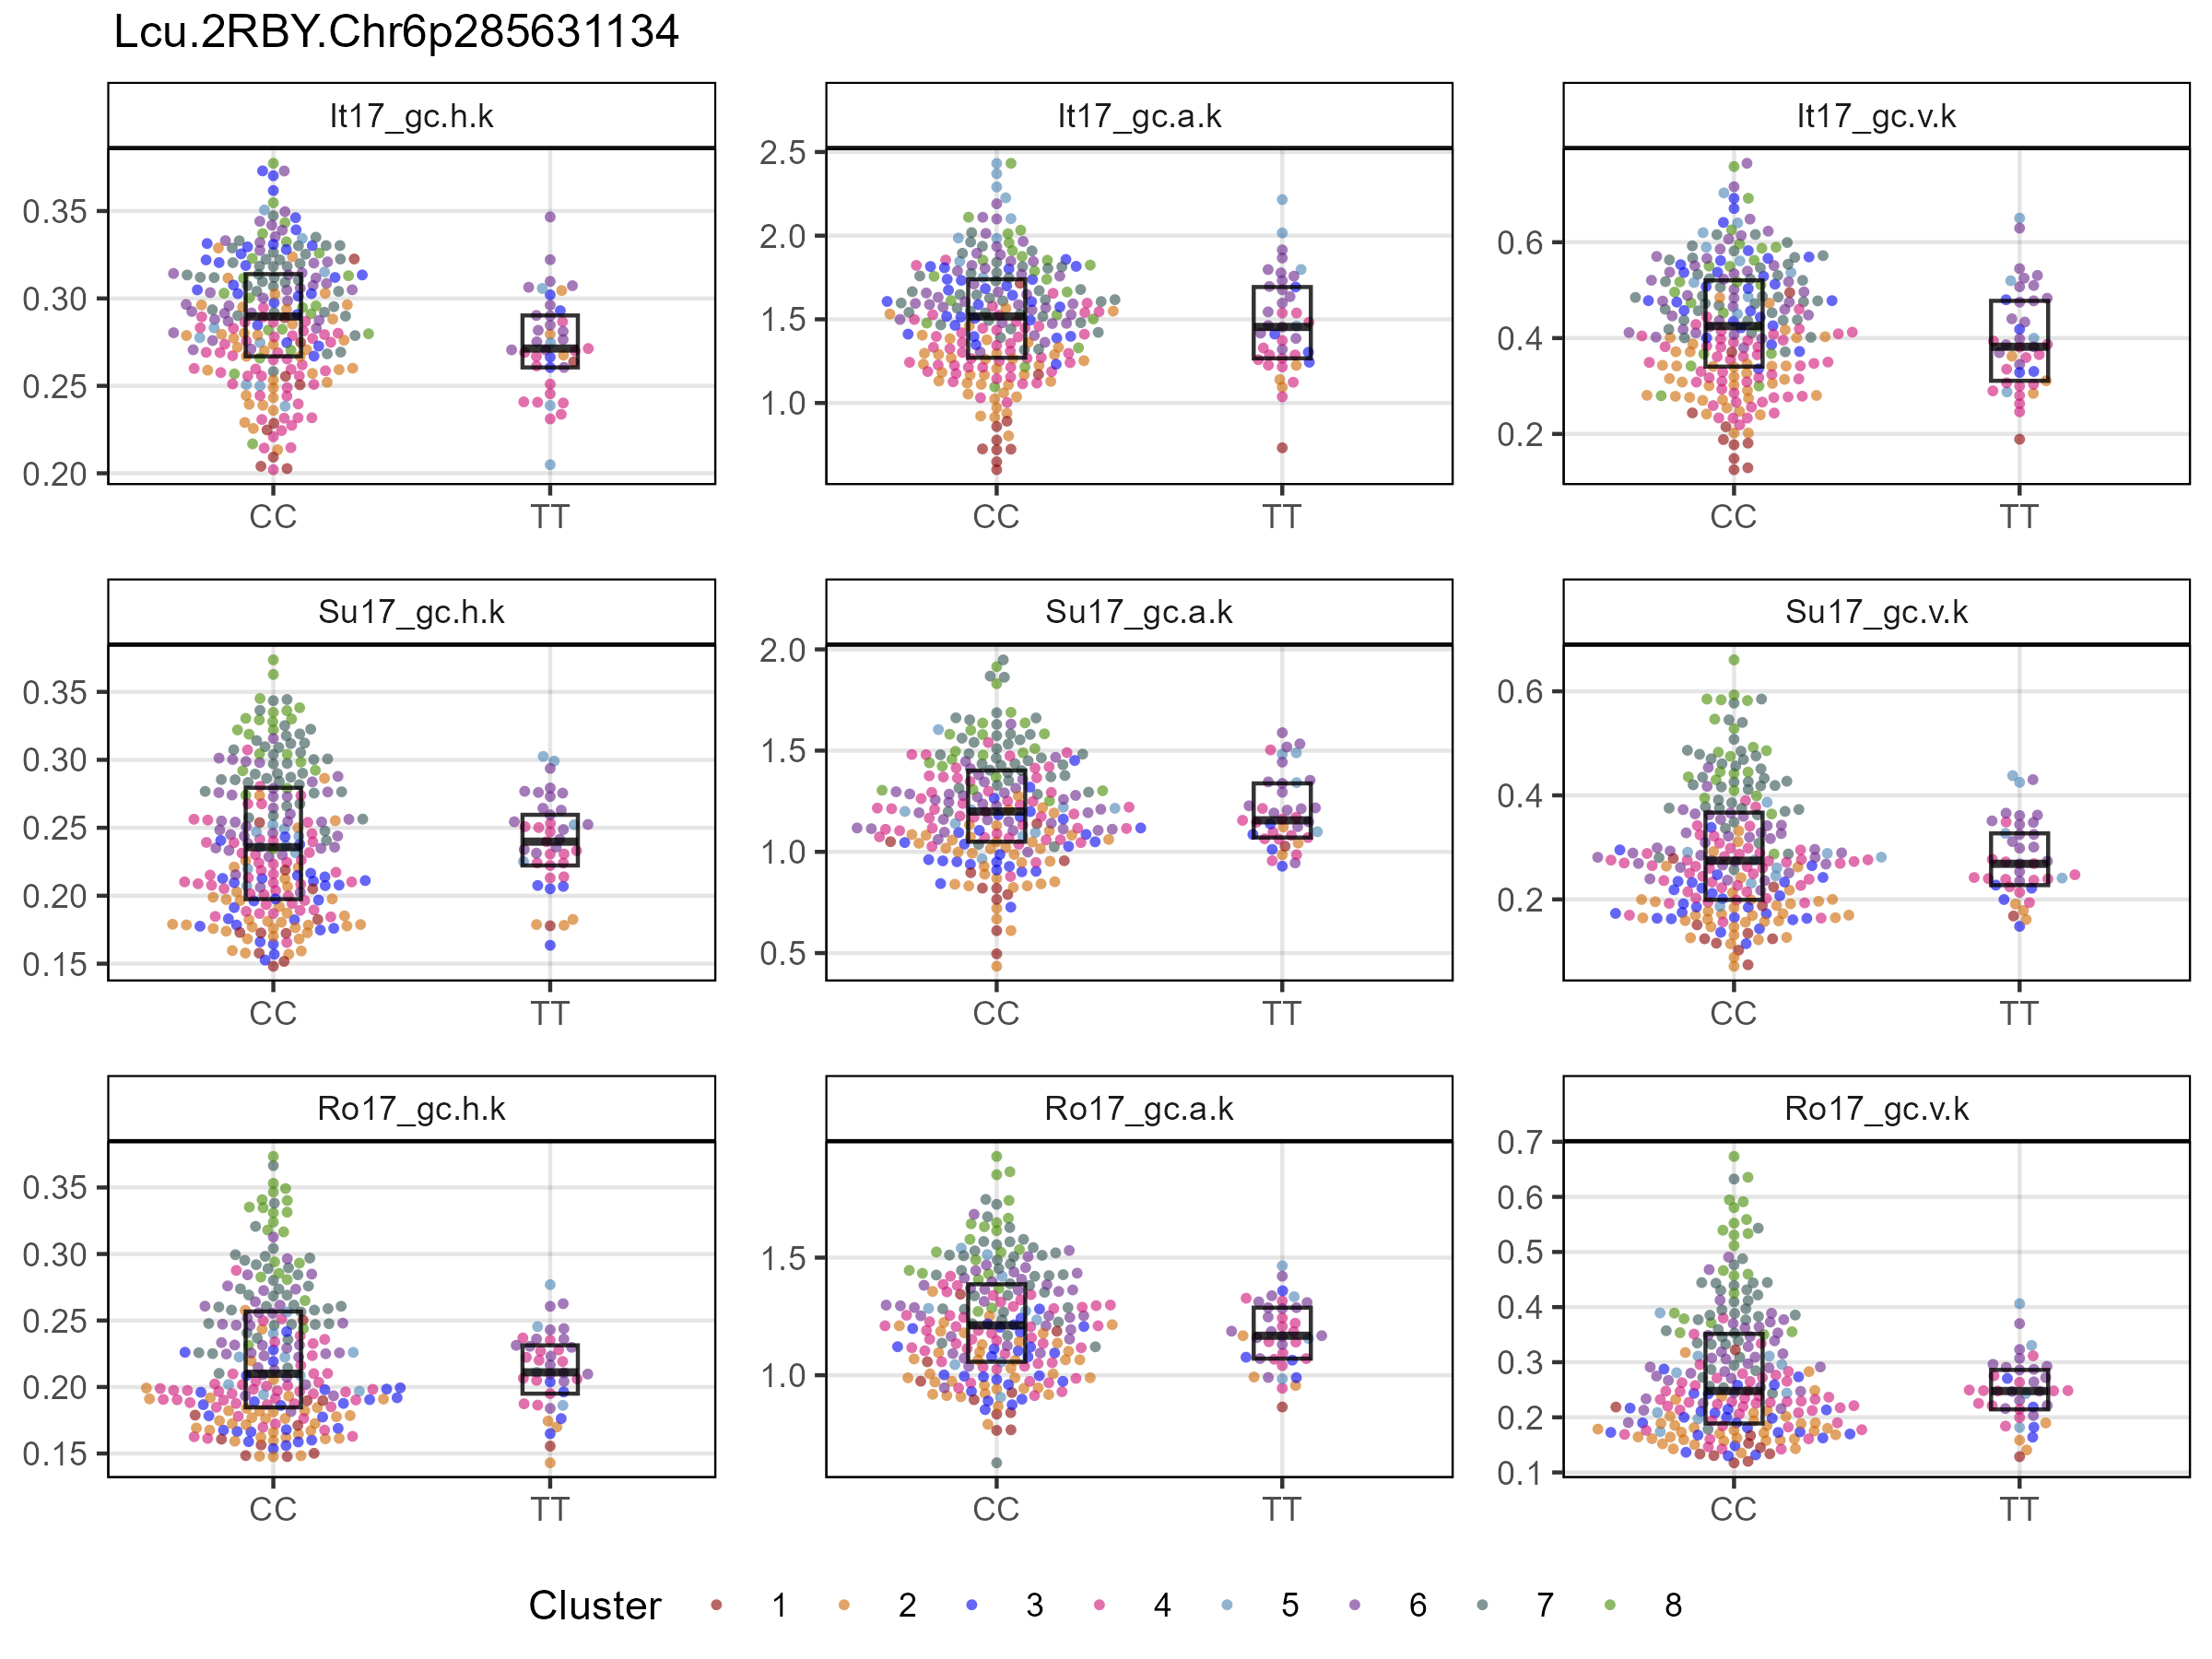 Lcu.2RBY.Chr6p285631134
It17_gc.h.k
It17_gc.a.k
It17_gc.v.k
0.35
0.30
0.25
0.20
CC
TT
2.5
2.0
1.5
1.0
CC
TT
0.6
0.4
0.2
CC
TT
Su17_gc.h.k
Su17_gc.a.k
Su17_gc.v.k
0.35
0.30
0.25
0.20
0.15
CC
TT
2.0
1.5
1.0
0.5
CC
TT
0.6
0.4
0.2
CC
TT
Ro17_gc.h.k
Ro17_gc.a.k
Ro17_gc.v.k
0.35
0.30
0.25
0.20
0.15
CC
TT
1.5
1.0
CC
TT
0.7
0.6
0.5
0.4
0.3
0.2
0.1
CC
TT
Cluster 1 2 3 4 5 6 7 8